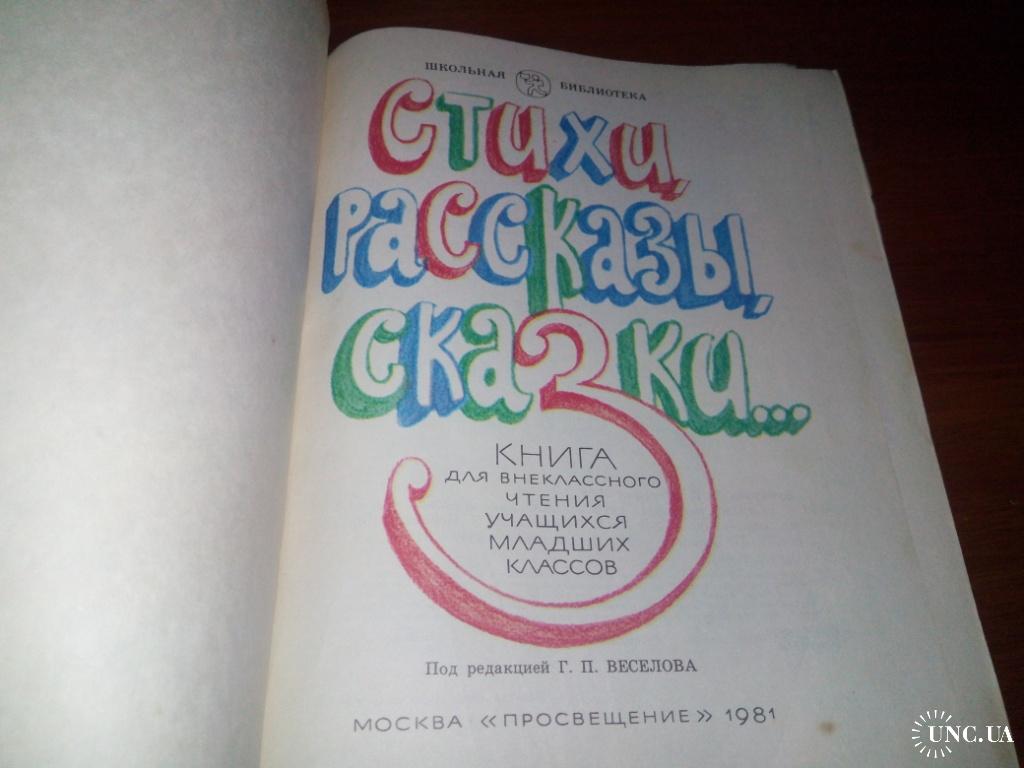 ШКОЛЬНАЯ БИБЛИОТЕКА
Стихи,
рассказы,
сказки...
КНИГА
ДЛЯ ВНЕКЛАССНОГО
ЧТЕНИЯ
УЧАЩИХСЯ
МЛАДШИХ
КЛАССОВ
Под редакцией Г. П. ВЕСЕЛОВА
МОСКВА «ПРОСВЕЩЕНИЕ» 1981
UNC.UA